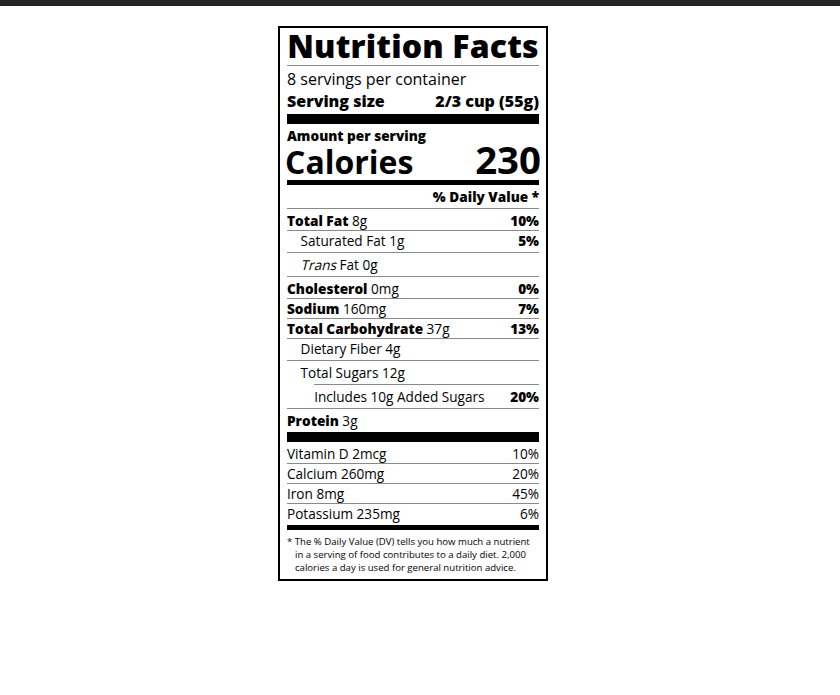 Nutrition Facts
8 servings per container
Serving size 2/3 cup (55g)
Amount per serving
Calories 230
% Daily Value *
Total Fat 8g 10%
Saturated Fat 1g 5%
Trans Fat 0g
Cholesterol 0mg 0%
Sodium 160mg 7%
Total Carbohydrate 37g 13%
Dietary Fiber 4g
Total Sugars 12g
Includes 10g Added Sugars 20%
Protein 3g
Vitamin D 2mcg 10%
Calcium 260mg 20%
Iron 8mg 45%
Potassium 235mg 6%
* The % Daily Value (DV) tells you how much a nutrient
in a serving of food contributes to a daily diet. 2,000
calories a day is used for general nutrition advice.